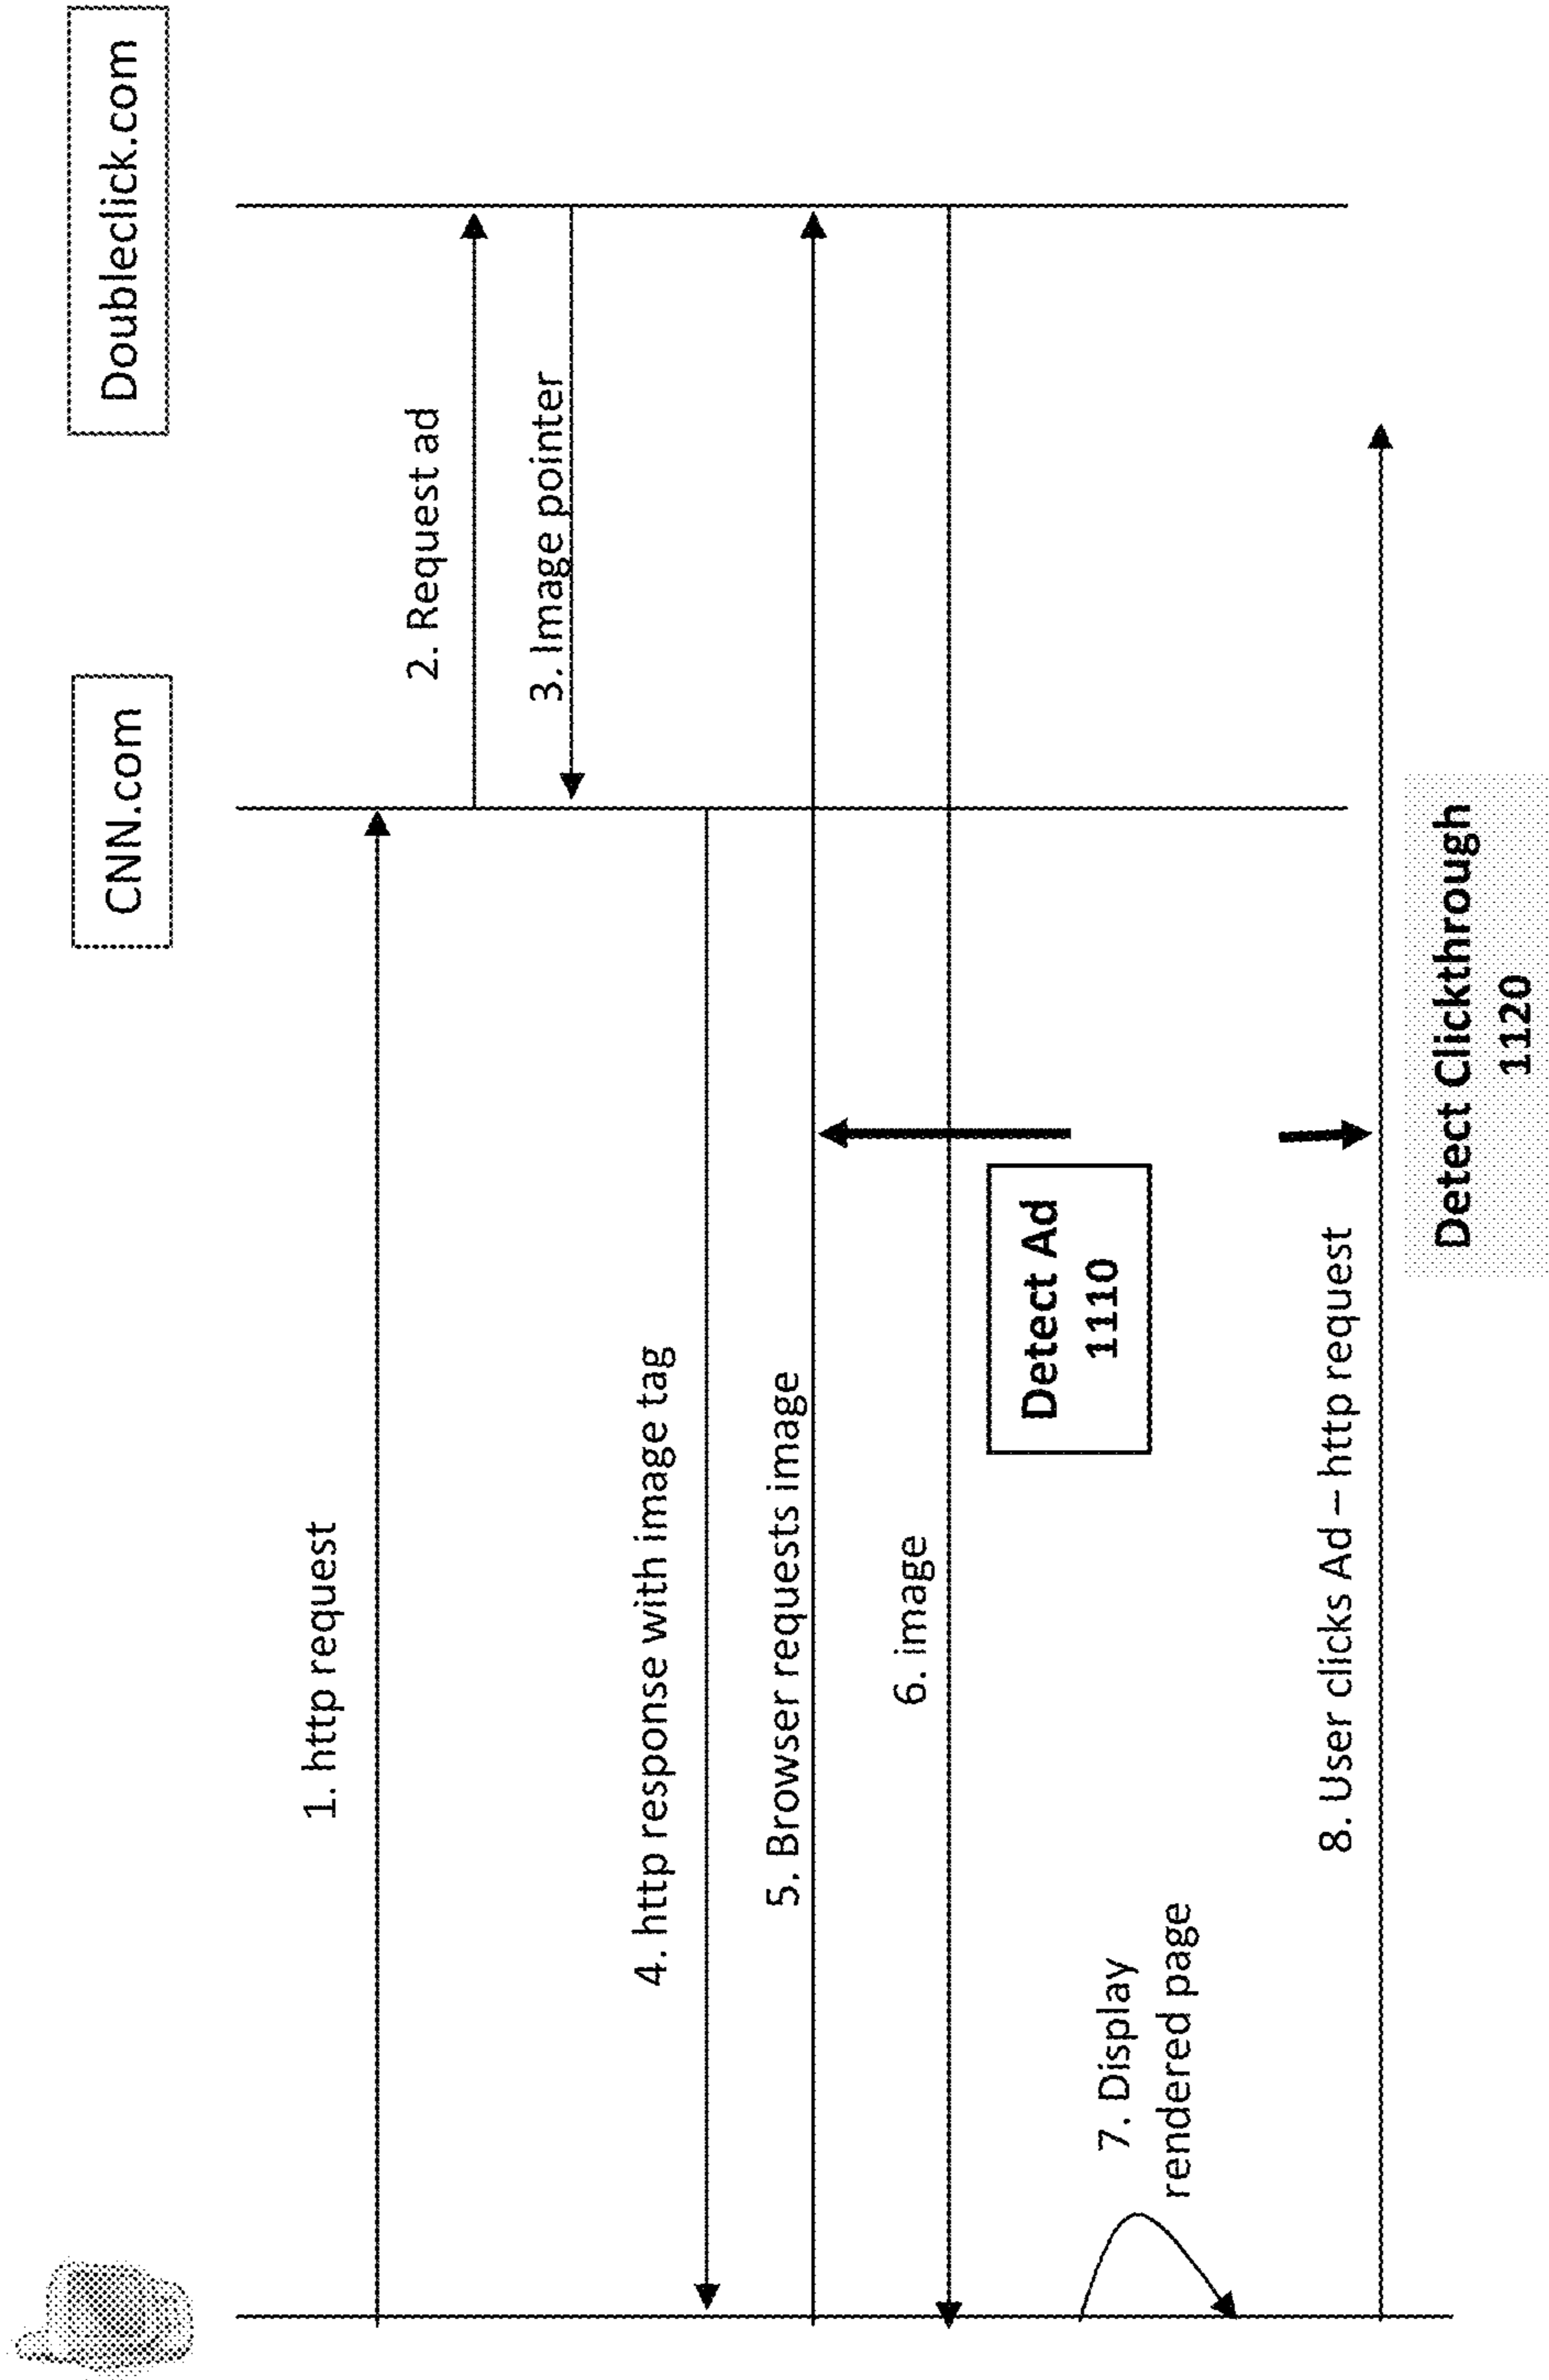 CNN.com
Doubleclick.com
1. http request
2. Request ad
3. Image pointer
4. http response with image tag
5. Browser requests image
6. image
Detect Ad
1110
7. Display
rendered page
8. User clicks Ad – http request
Detect Clickthrough
1120